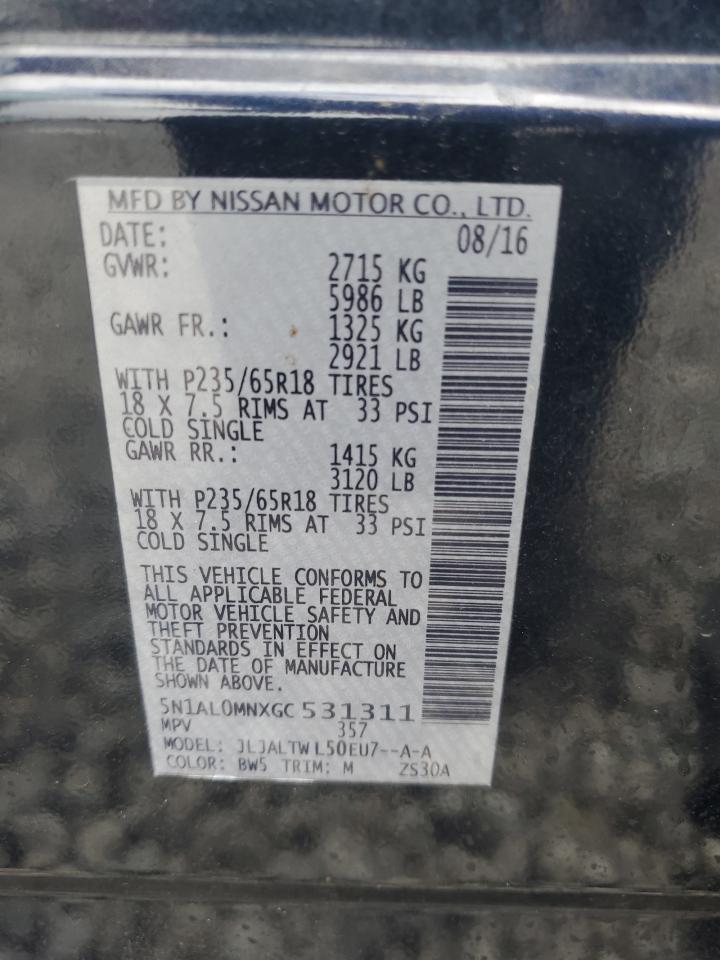 MFD BY NISSAN MOTOR CO., LTD.
DATE: 08/16
GVWR: 2715 KG
5986 LB
GAWR FR.: 1325 KG
2921 LB
WITH P235/65R18 TIRES
18 X 7.5 RIMS AT 33 PSI
COLD SINGLE
GAWR RR.: 1415 KG
3120 LB
WITH P235/65R18 TIRES
18 X 7.5 RIMS AT 33 PSI
COLD SINGLE
THIS VEHICLE CONFORMS TO
ALL APPLICABLE FEDERAL
MOTOR VEHICLE SAFETY AND
THEFT PREVENTION
STANDARDS IN EFFECT ON
THE DATE OF MANUFACTURE
SHOWN ABOVE.
5N1AL0MNXGC 531311
MPV 357
MODEL: JLJALTWL50EU7--A-A
COLOR: BW5 TRIM: M ZS30A